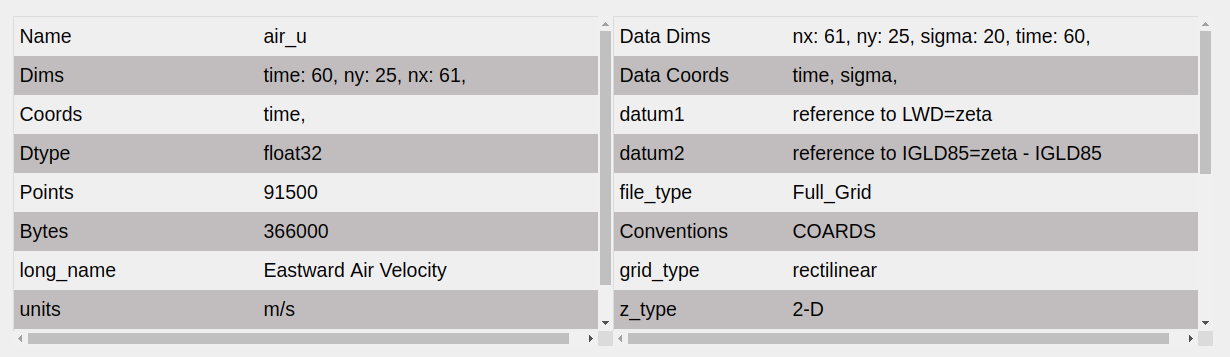 Name air_u
Dims time: 60, ny: 25, nx: 61,
Coords time,
Dtype float32
Points 91500
Bytes 366000
long_name Eastward Air Velocity
units m/s
Data Dims nx: 61, ny: 25, sigma: 20, time: 60,
Data Coords time, sigma,
datum1 reference to LWD=zeta
datum2 reference to IGLD85=zeta - IGLD85
file_type Full_Grid
Conventions COARDS
grid_type rectilinear
z_type 2-D